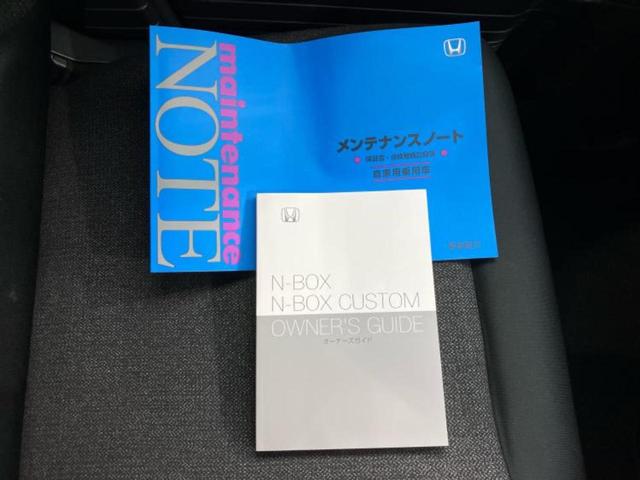 maintenance
NOTE
メンテナンスノート
自家用乗用車
N-BOX
N-BOX CUSTOM
OWNER'S GUIDE
オーナーズガイド